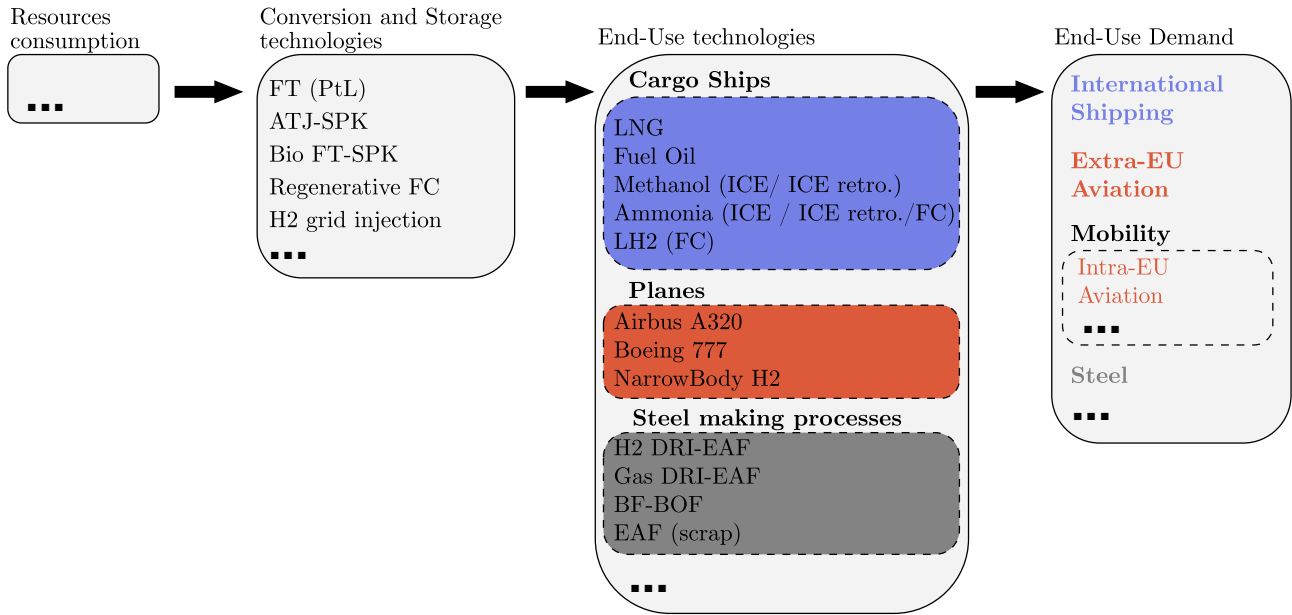 Resources
consumption
...
Conversion and Storage
technologies
FT (PtL)
ATJ-SPK
Bio FT-SPK
Regenerative FC
H2 grid injection
...
End-Use technologies
Cargo Ships
LNG
Fuel Oil
Methanol (ICE/ ICE retro.)
Ammonia (ICE / ICE retro./FC)
LH2 (FC)
Planes
Airbus A320
Boeing 777
NarrowBody H2
Steel making processes
H2 DRI-EAF
Gas DRI-EAF
BF-BOF
EAF (scrap)
...
End-Use Demand
International
Shipping
Extra-EU
Aviation
Mobility
Intra-EU
Aviation
...
Steel
...